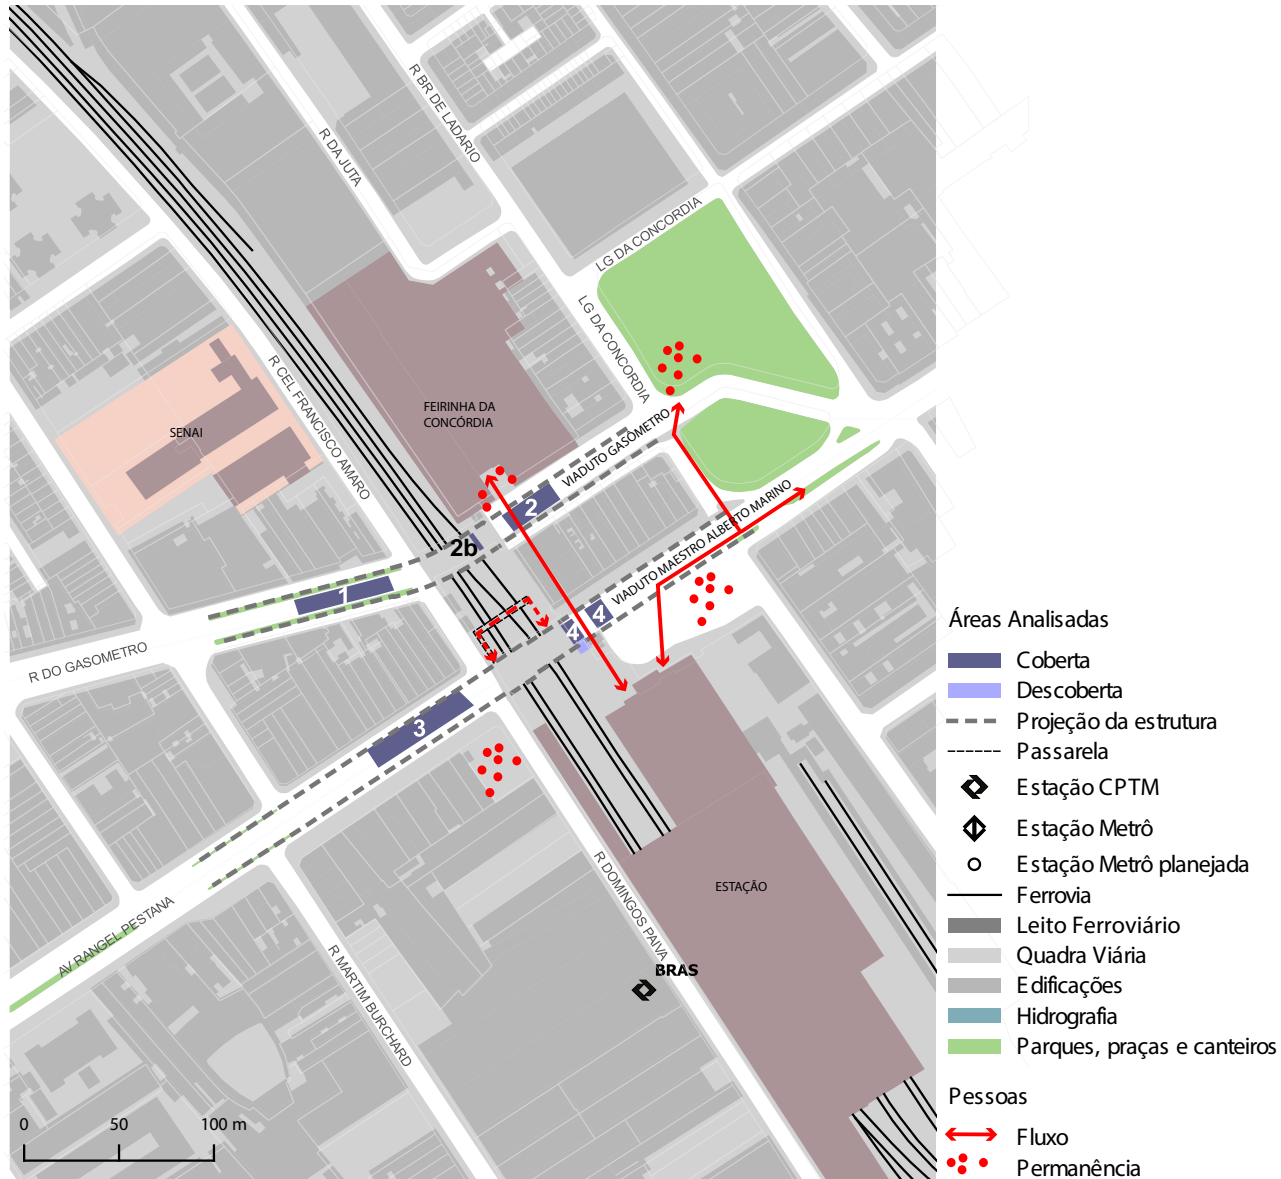 R BR DE LADARIO
R DA JUTA
LG DA CONCORDIA
LG DA CONCORDIA
R CEL FRANCISCO AMARO
SENAI
FEIRINHA DA
CONCÓRDIA
VIADUTO GASÔMETRO
2
2b
VIADUTO MAESTRO ALBERTO MARINO
1
4
4
R DO GASOMETRO
3
AV RANGEL PESTANA
R MARTIM BURCHARD
R DOMINGOS PAIVA
ESTAÇÃO
BRAS
0 50 100 m
Áreas Analisadas
Coberta
Descoberta
Projeção da estrutura
Passarela
Estação CPTM
Estação Metrô
Estação Metrô planejada
Ferrovia
Leito Ferroviário
Quadra Viária
Edificações
Hidrografia
Parques, praças e canteiros
Pessoas
Fluxo
Permanência